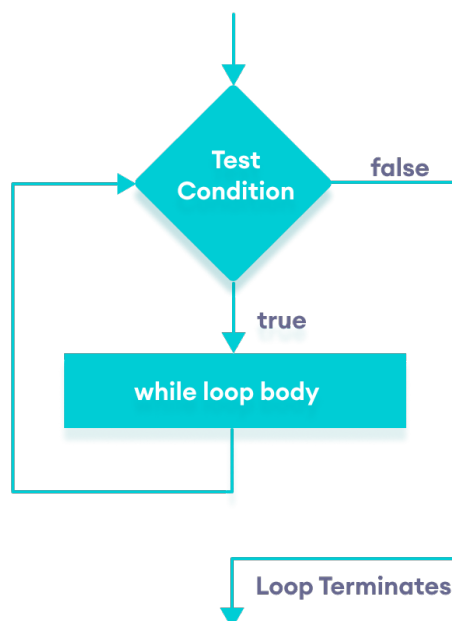 Test
Condition
false
true
while loop body
Loop Terminates